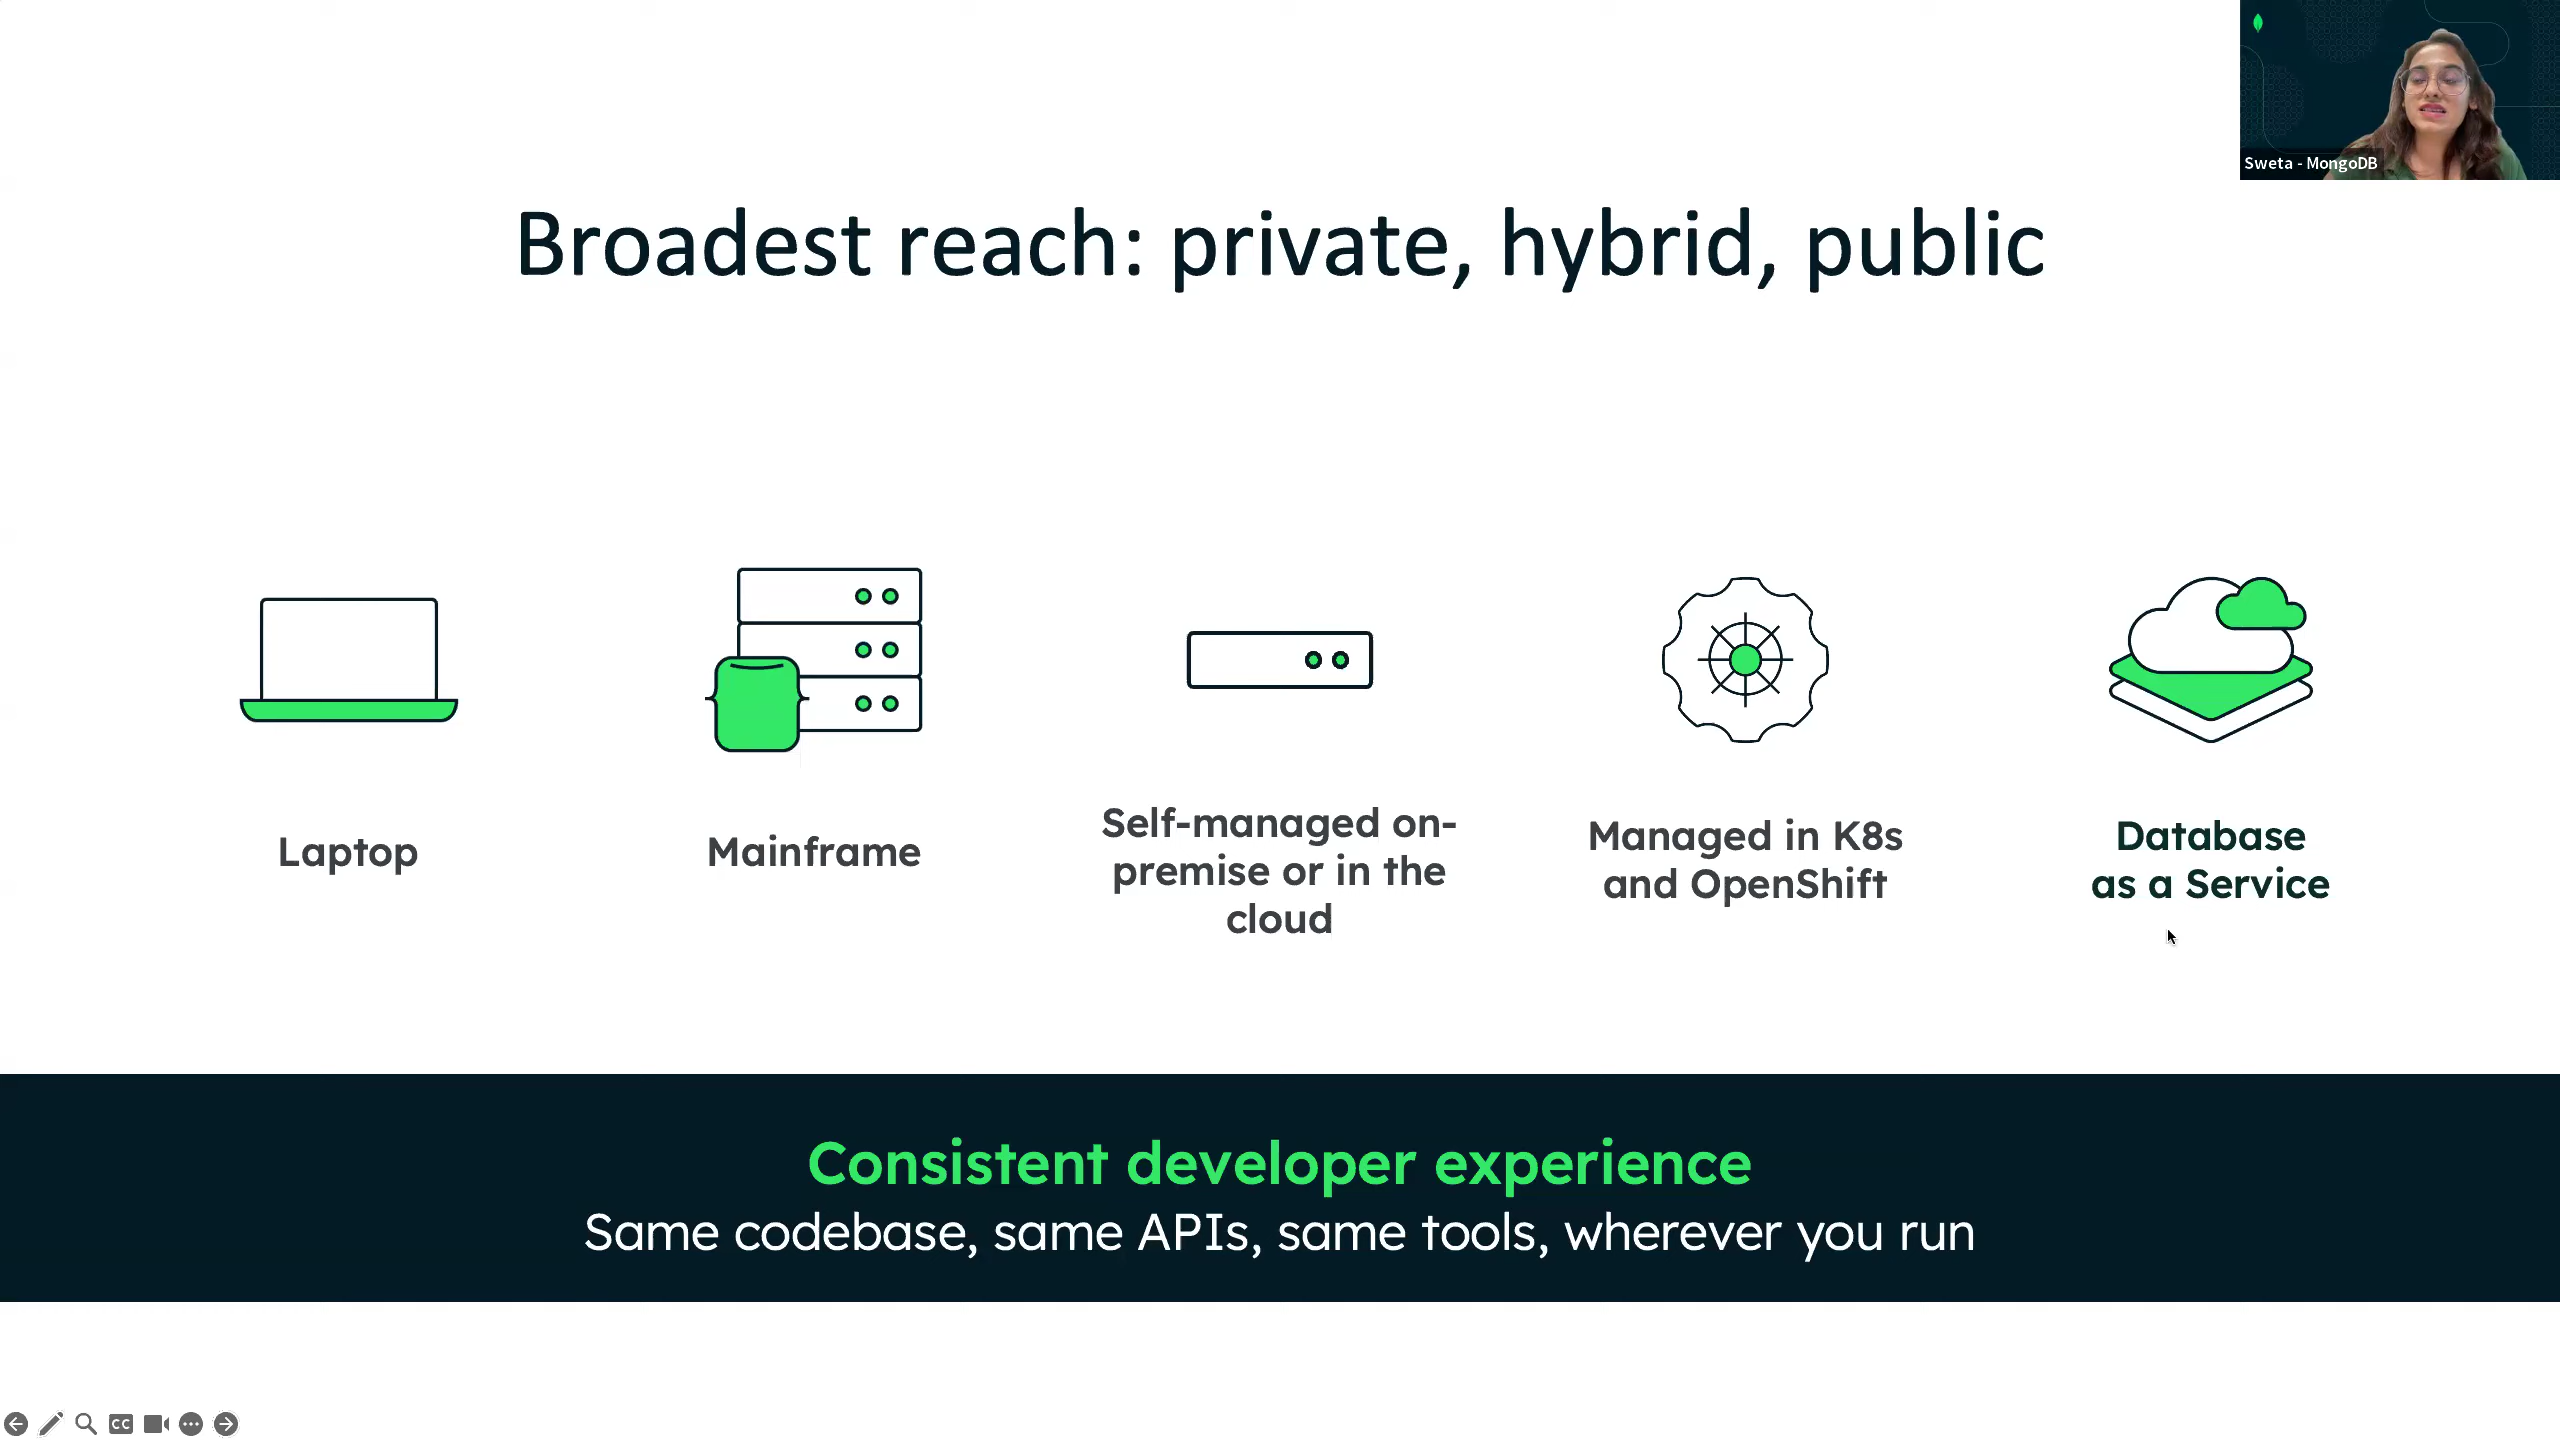 Sweta - MongoDB
Broadest reach: private, hybrid, public
Laptop
Mainframe
Self-managed on-
premise or in the
cloud
Managed in K8s
and OpenShift
Database
as a Service
Consistent developer experience
Same codebase, same APIs, same tools, wherever you run
CC